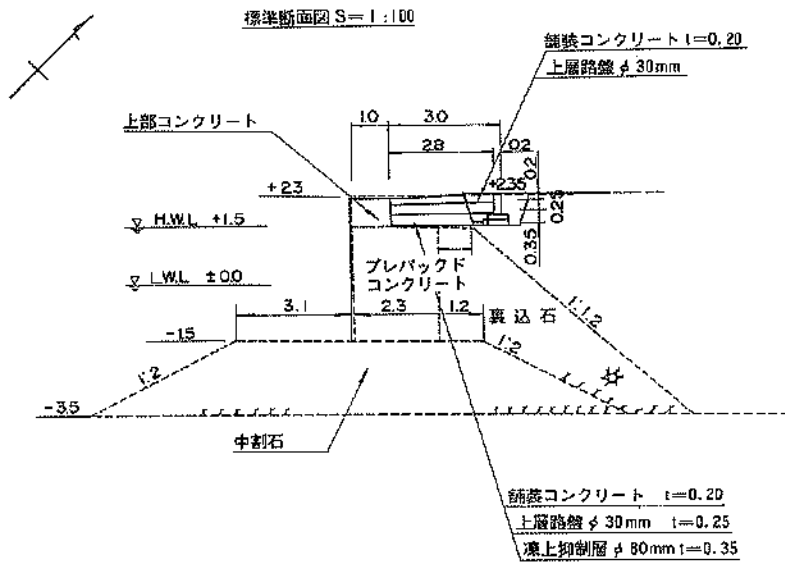 標準断面図 S=1:100
舗装コンクリート t=0.20
上層路盤 φ 30mm
上部コンクリート
1.0
3.0
2.8
0.2
0.2
+2.3
+2.35
0.25
0.35
H.W.L +1.5
L.W.L ±0.0
プレパックド
コンクリート
3.1
2.3
1.2
裏込石
1:1.2
-1.5
1:2
1:2
-3.5
中割石
舗装コンクリート t=0.20
上層路盤 φ 30mm t=0.25
凍上抑制層 φ 80mm t=0.35